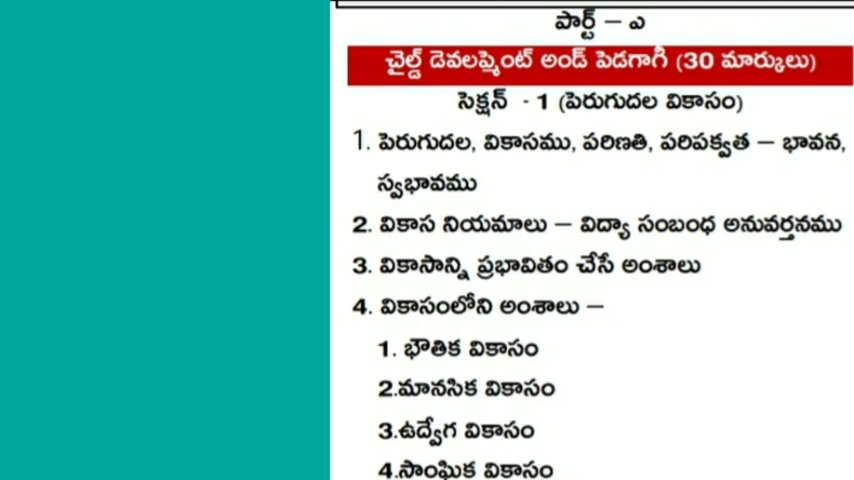 పార్ట్ – ఎ
చైల్డ్ డెవలప్మెంట్ అండ్ పెడగాగీ (30 మార్కులు)
సెక్షన్ - 1 (పెరుగుదల వికాసం)
1. పెరుగుదల, వికాసము, పరిణతి, పరిపక్వత – భావన,
స్వభావము
2. వికాస నియమాలు – విద్యా సంబంధ అనువర్తనము
3. వికాసాన్ని ప్రభావితం చేసే అంశాలు
4. వికాసంలోని అంశాలు –
1. భౌతిక వికాసం
2.మానసిక వికాసం
3.ఉద్వేగ వికాసం
4.సాంఘిక వికాసం